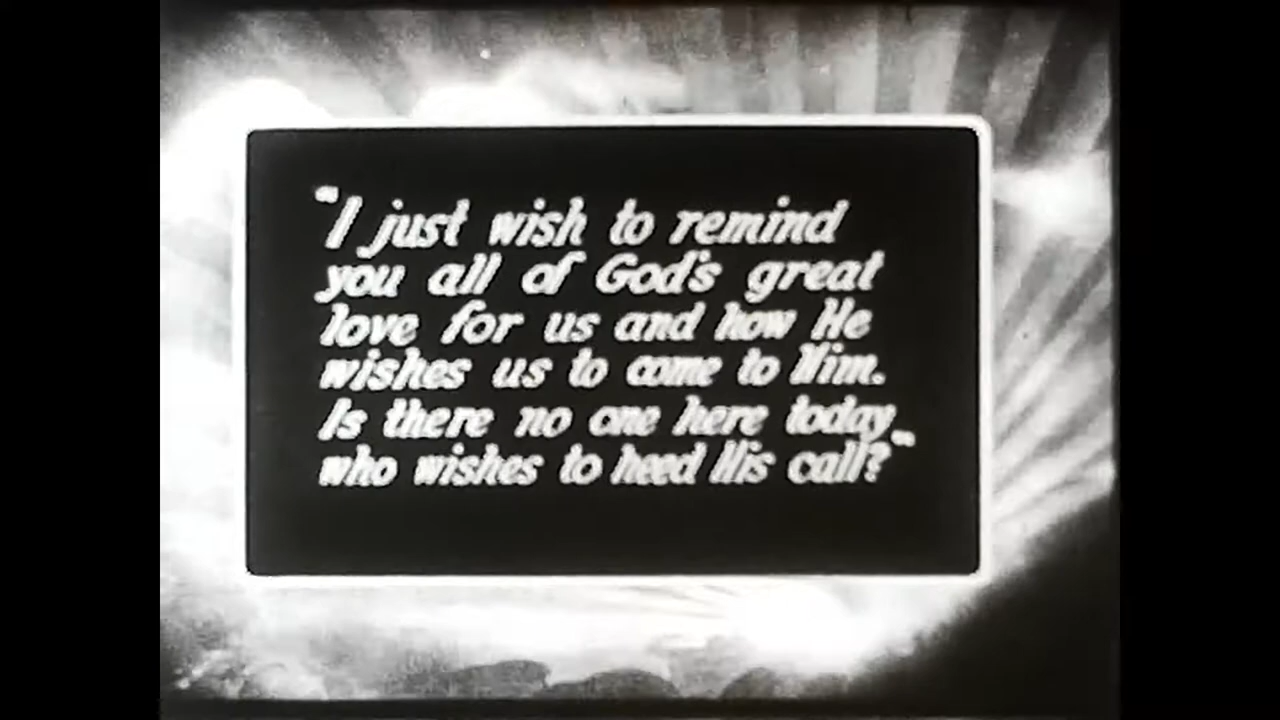 "I just wish to remind
you all of God's great
love for us and how He
wishes us to come to Him.
Is there no one here today
who wishes to heed His call?"